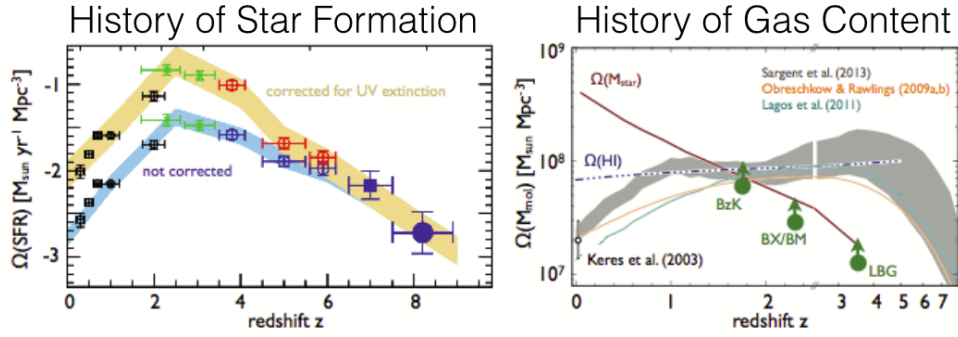 History of Star Formation
History of Gas Content
Ω(SFR) [Msun yr-1 Mpc-3]
-1
-2
-3
corrected for UV extinction
not corrected
0
2
4
6
8
redshift z
Ω(Mmol) [Msun Mpc-3]
10⁹
10⁸
10⁷
Ω(Mstar)
Sargent et al. (2013)
Obreschkow & Rawlings (2009a,b)
Lagos et al. (2011)
Ω(HI)
BzK
BX/BM
LBG
Keres et al. (2003)
0
1
2
3
4
5
6
7
redshift z